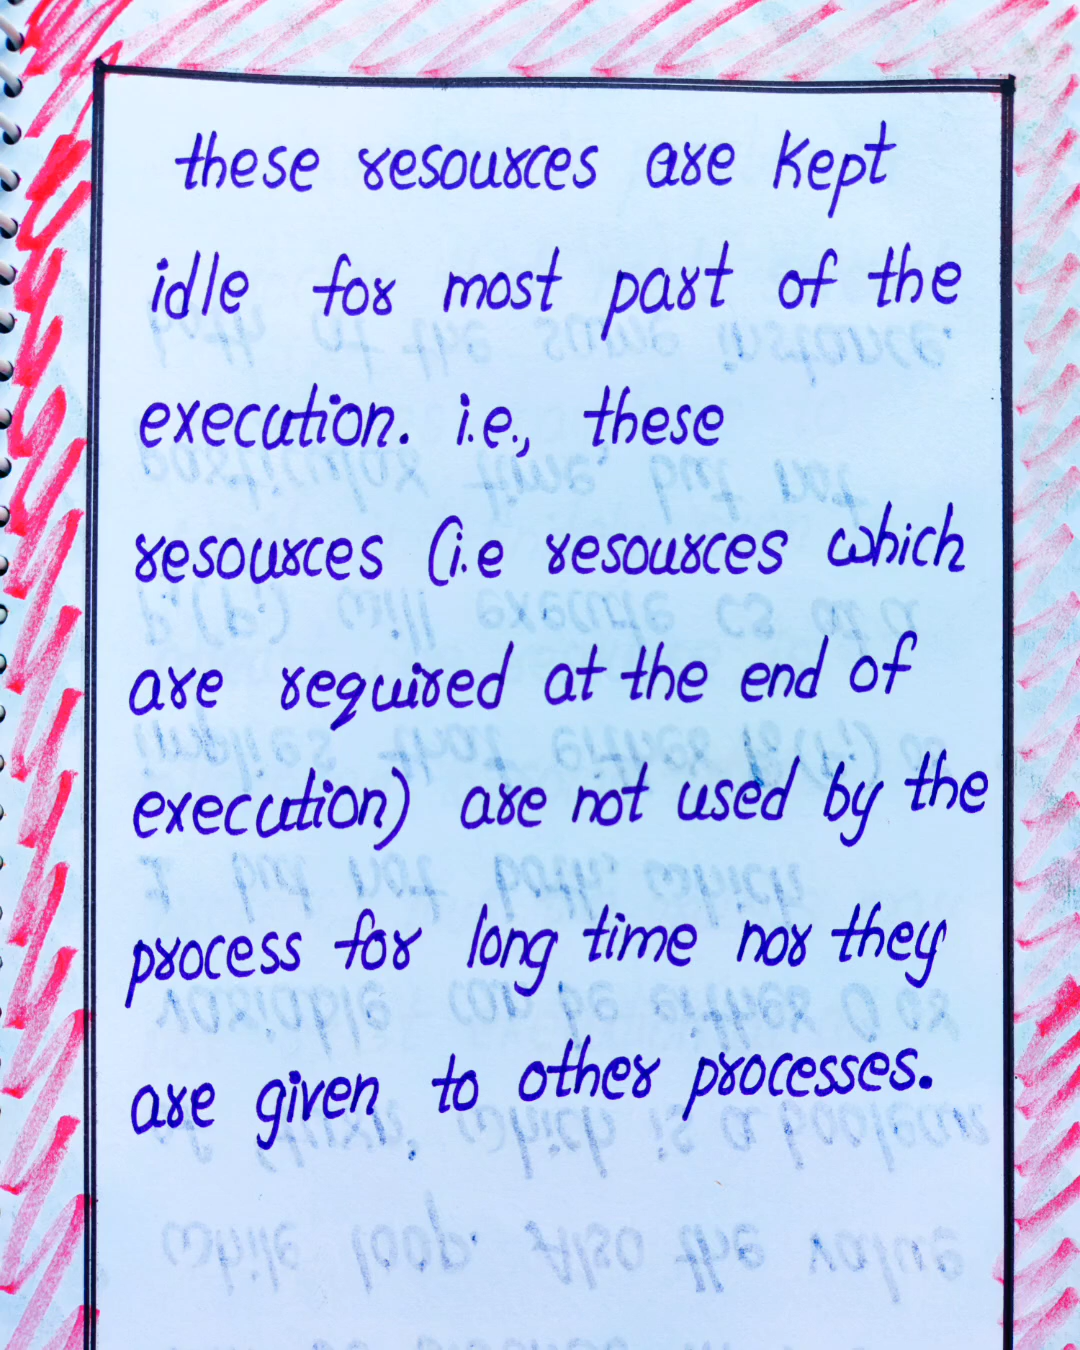 these resources are kept
idle for most part of the
execution. i.e., these
resources (i.e resources which
are required at the end of
execution) are not used by the
process for long time nor they
are given to other processes.